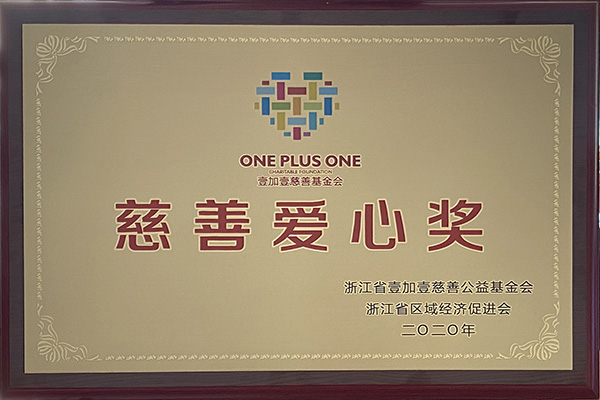 ONE PLUS ONE
CHARITABLE FOUNDATION
壹加壹慈善基金会
慈善爱心奖
浙江省壹加壹慈善公益基金会
浙江省区域经济促进会
二〇二〇年